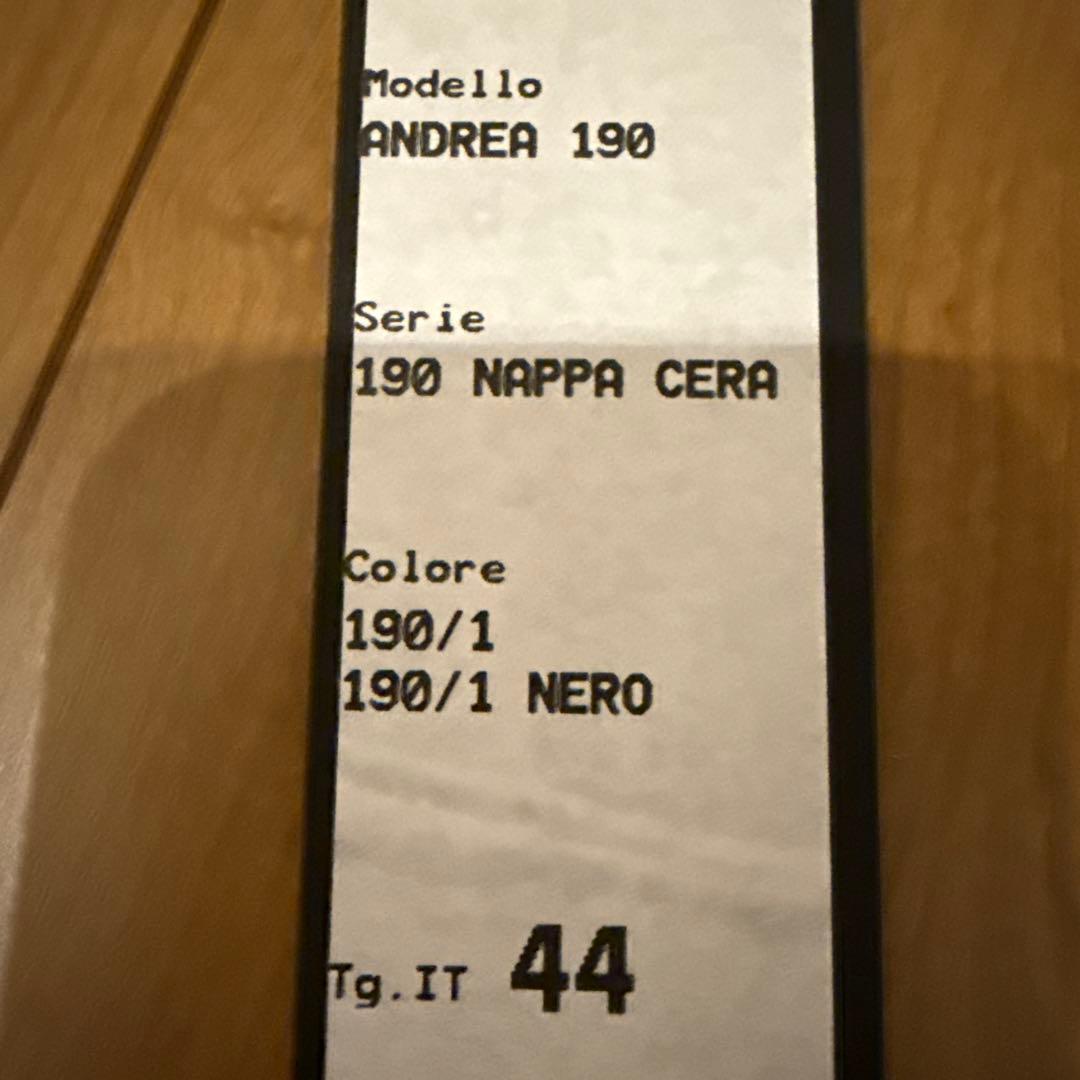 Modello
ANDREA 190
Serie
190 NAPPA CERA
Colore
190/1
190/1 NERO
Tg.IT 44